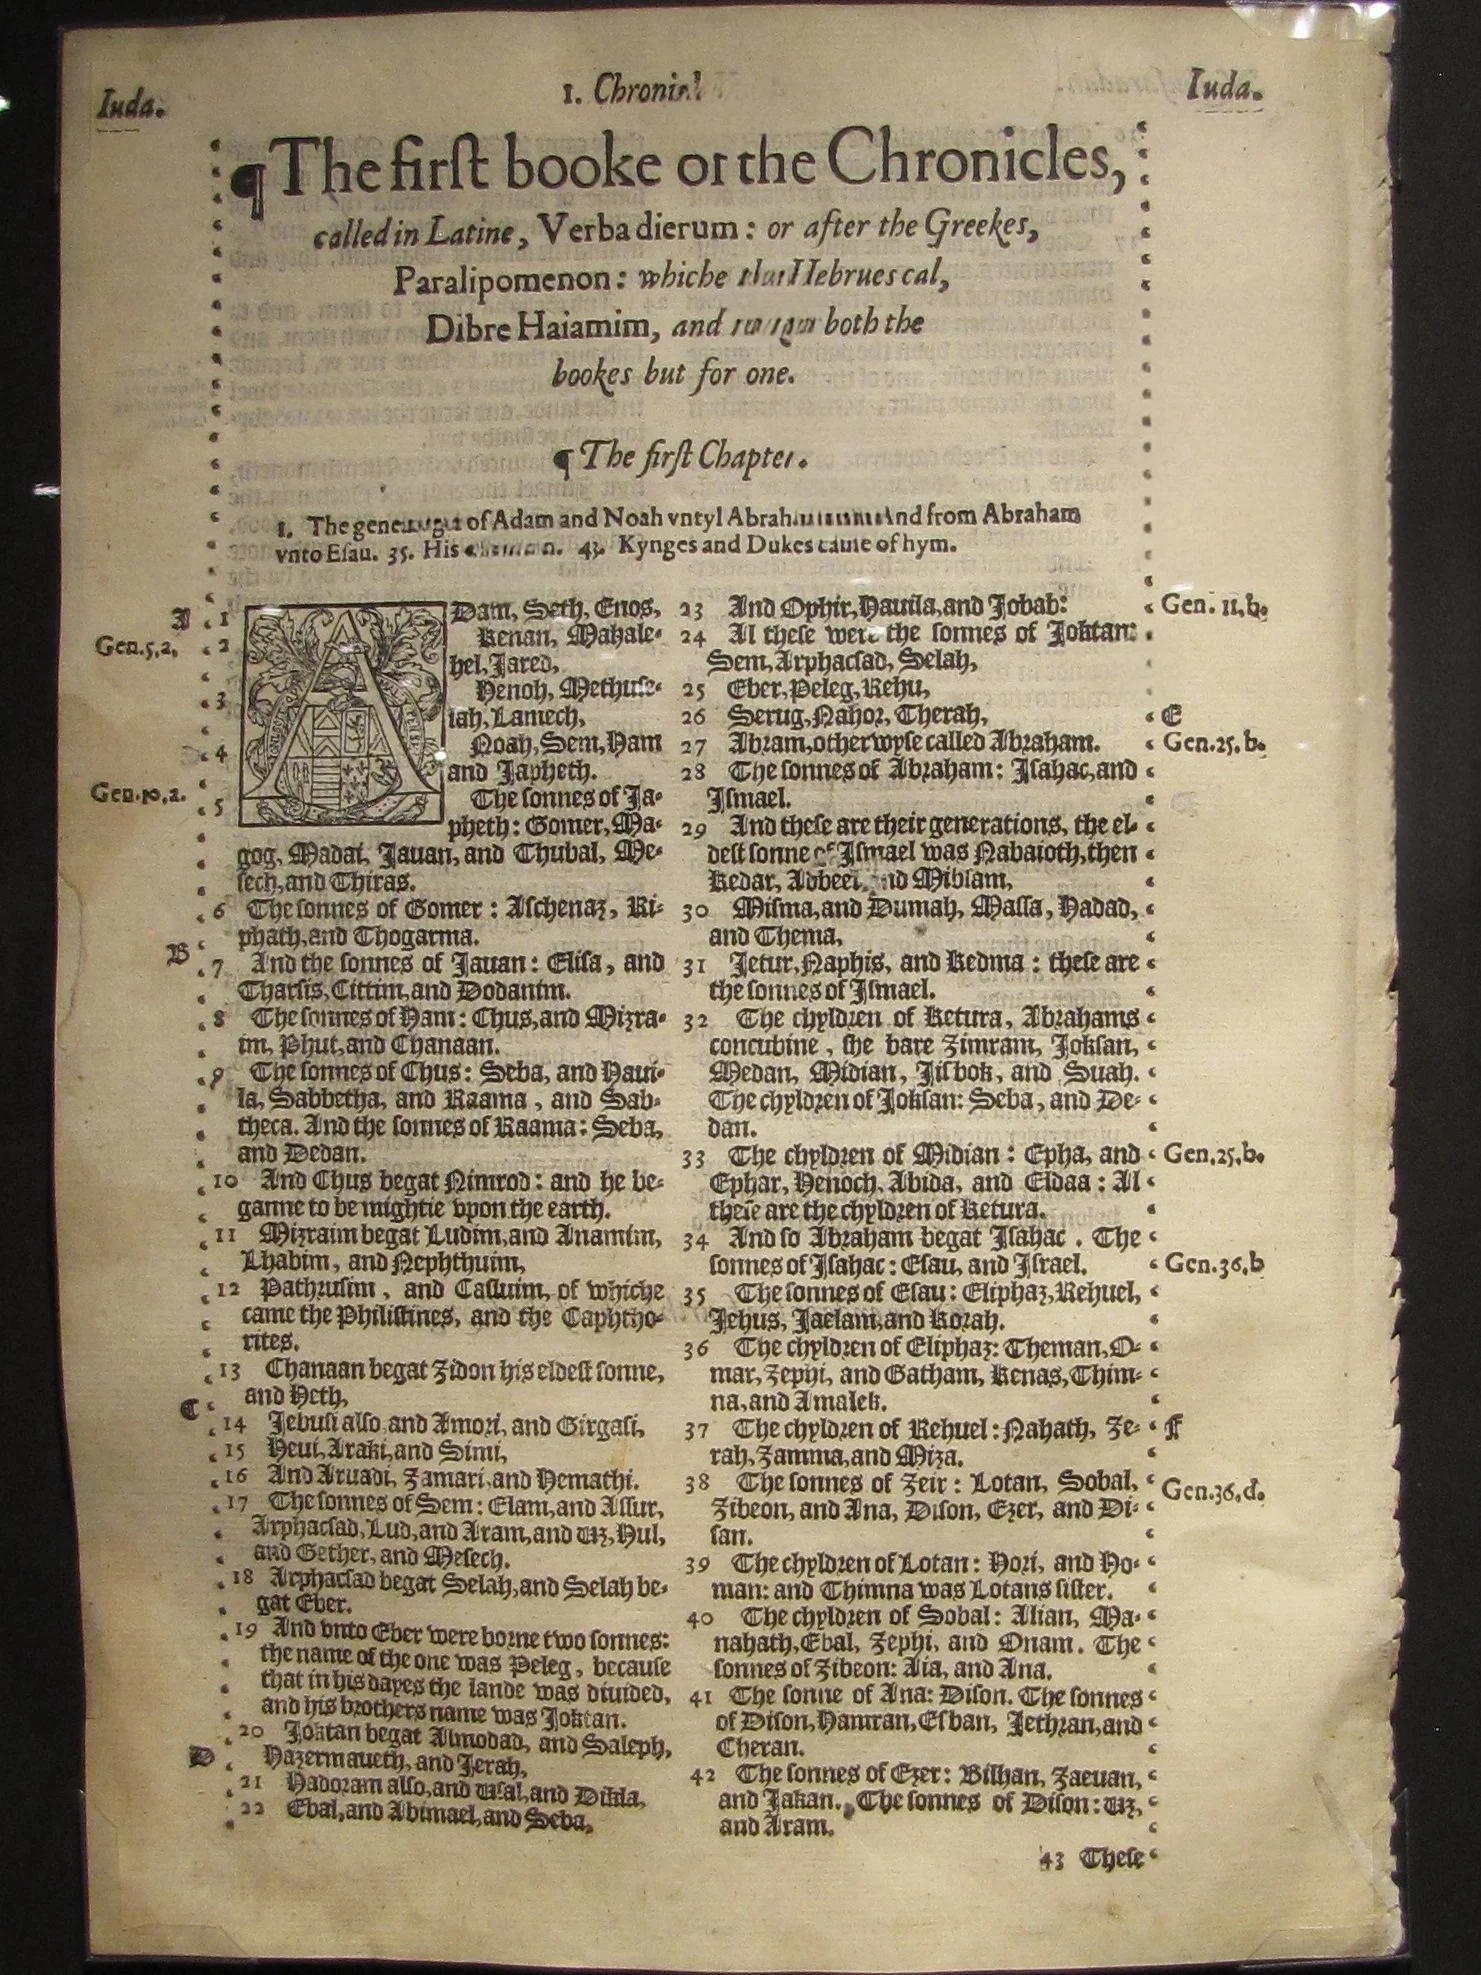 Iuda.
1. Chronic
Iuda.
¶ The firſt booke of the Chronicles,
called in Latine, Verba dierum: or after the Greekes,
Paralipomenon: whiche the Hebrues cal,
Dibre Haiamim, and both the
bookes but for one.
¶ The firſt Chapter.
1. The genealogie of Adam and Noah vntyl Abraham And from Abraham
vnto Eſau. 35. His 43. Kynges and Dukes came of hym.
A
1 ADam, Seth, Enos,
Gen.5,2.
2 Kenan, Mahale-
hel, Jared,
3 Henoh, Methuſe-
lah, Lamech,
4 Noah, Sem, Ham
and Japheth.
Gen.10,2.
5 The ſonnes of Ja-
pheth: Gomer, Ma-
gog, Madai, Jauan, and Thubal, Me-
ſech, and Thiras.
6 The ſonnes of Gomer: Aſchenaz, Ri-
phath, and Thogarma.
B
7 And the ſonnes of Jauan: Eliſa, and
Tharſis, Cittim, and Dodanim.
8 The ſonnes of Ham: Chus, and Mizra-
im, Phut, and Chanaan.
9 The ſonnes of Chus: Seba, and Haui-
la, Sabbetha, and Raama, and Sab-
theca. And the ſonnes of Raama: Seba,
and Dedan.
10 And Chus begat Nimrod: and he be-
ganne to be mightie vpon the earth.
11 Mizraim begat Ludim, and Anamim,
Lhabim, and Nephthuim,
12 Pathruſim, and Caſluim, of whiche
came the Philiſtines, and the Caphtho-
rites.
13 Chanaan begat Zidon his eldeſt ſonne,
and Heth,
C
14 Jebuſi alſo and Amori, and Girgaſi,
15 Heui, Araki, and Simi,
16 And Aruadi, Zamari, and Hemathi.
17 The ſonnes of Sem: Elam, and Aſſur,
Arphacſad, Lud, and Aram, and Uz, Hul,
and Gether, and Meſech.
18 Arphacſad begat Selah, and Selah be-
gat Eber.
19 And vnto Eber were borne two ſonnes:
the name of the one was Peleg, becauſe
that in his dayes the lande was diuided,
and his brothers name was Joktan.
20 Joktan begat Almodad, and Saleph,
D
Hazermaueth, and Jerah,
21 Hadoram alſo, and Uſal, and Dikla,
22 Ebal, and Abimael, and Seba,
23 And Ophir, Hauila, and Jobab:
Gen. 11,b.
24 Al theſe were the ſonnes of Joktan:
Sem, Arphacſad, Selah,
25 Eber, Peleg, Rehu,
26 Serug, Nahor, Therah,
E
27 Abram, otherwyſe called Abraham.
Gen.25.b.
28 The ſonnes of Abraham: Iſahac, and
Iſmael.
29 And theſe are their generations, the el-
deſt ſonne of Iſmael was Nabaioth, then
Kedar, Adbeel, and Mibſam,
30 Miſma, and Dumah, Maſſa, Hadad,
and Thema,
31 Jetur, Naphis, and Kedma: theſe are
the ſonnes of Iſmael.
32 The chyldren of Ketura, Abrahams
concubine, ſhe bare Zimram, Jokſan,
Medan, Midian, Jiſbok, and Suah.
The chyldren of Jokſan: Seba, and De-
dan.
33 The chyldren of Midian: Epha, and
Gen.25,b.
Ephar, Henoch, Abida, and Eldaa: Al
theſe are the chyldren of Ketura.
34 And ſo Abraham begat Iſahac. The
ſonnes of Iſahac: Eſau, and Iſrael.
Gen.36,b
35 The ſonnes of Eſau: Eliphaz, Rehuel,
Jehus, Jaelam, and Korah.
36 The chyldren of Eliphaz: Theman, O-
mar, Zephi, and Gatham, Kenas, Thim-
na, and Amalek.
37 The chyldren of Rehuel: Nahath, Ze-
F
rah, Zamma, and Miza.
38 The ſonnes of Zeir: Lotan, Sobal,
Gen.36,d.
Zibeon, and Ana, Diſon, Ezer, and Di-
ſan.
39 The chyldren of Lotan: Hori, and Ho-
man: and Thimna was Lotans ſiſter.
40 The chyldren of Sobal: Alian, Ma-
nahath, Ebal, Zephi, and Onam. The
ſonnes of Zibeon: Aia, and Ana.
41 The ſonne of Ana: Diſon. The ſonnes
of Diſon, Hamran, Eſban, Jethran, and
Cheran.
42 The ſonnes of Ezer: Bilhan, Zaeuan,
and Jakan. The ſonnes of Diſon: Uz,
and Aram.
43 Theſe